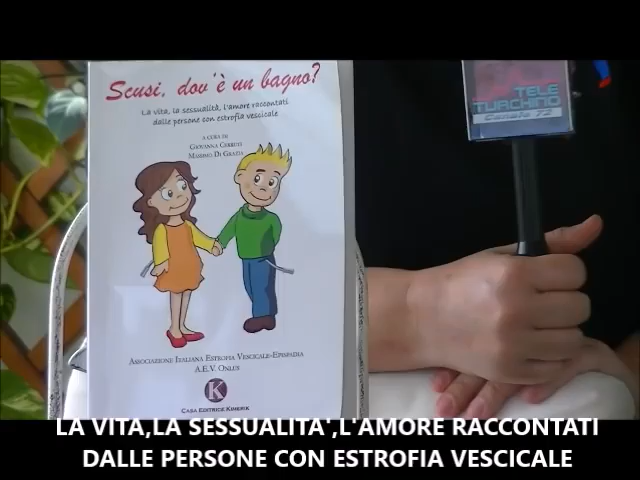 Scusi, dov'è un bagno?
La vita, la sessualità, l'amore raccontati
dalle persone con estrofia vescicale
A CURA DI
GIOVANNA CERRUTI
MASSIMO DI GRAZIA
ASSOCIAZIONE ITALIANA ESTROFIA VESCICALE-EPISPADIA
A.E.V. ONLUS
K
CASA EDITRICE KIMERIK
TELE
TURCHINO
Canale 72
LA VITA,LA SESSUALITA',L'AMORE RACCONTATI
DALLE PERSONE CON ESTROFIA VESCICALE